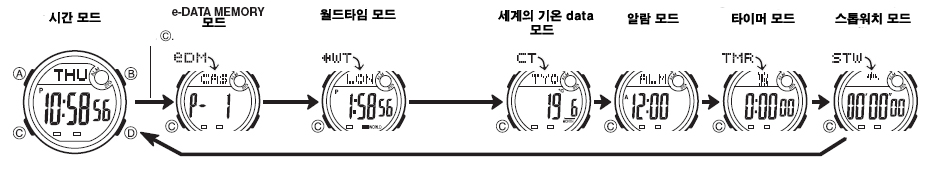 시간 모드
e-DATA MEMORY
모드
월드타임 모드
세계의 기온 data
모드
알람 모드
타이머 모드
스톱워치 모드
Ⓒ.
eDM
WT
CT
TMR
STW
Ⓐ
Ⓑ
THU
CAS
LON
TYO
ALM
P
10:58 56
P- 1
P
1:58 56
19 6
A
12:00
0:00 00
00'00'00
Ⓒ
Ⓓ
Ⓒ
Ⓒ
Ⓒ
Ⓒ
Ⓒ
Ⓒ